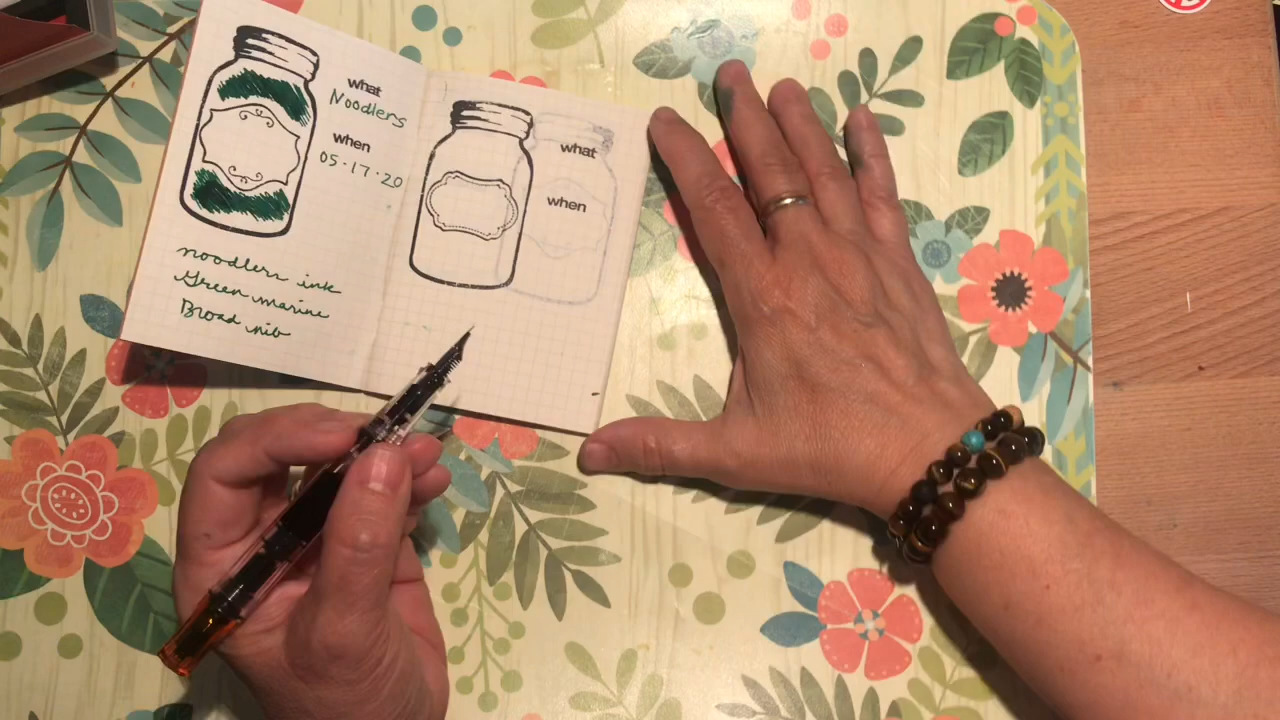 what
Noodlers
when
05.17.20
noodlers ink
Green marine
Broad nib
what
when